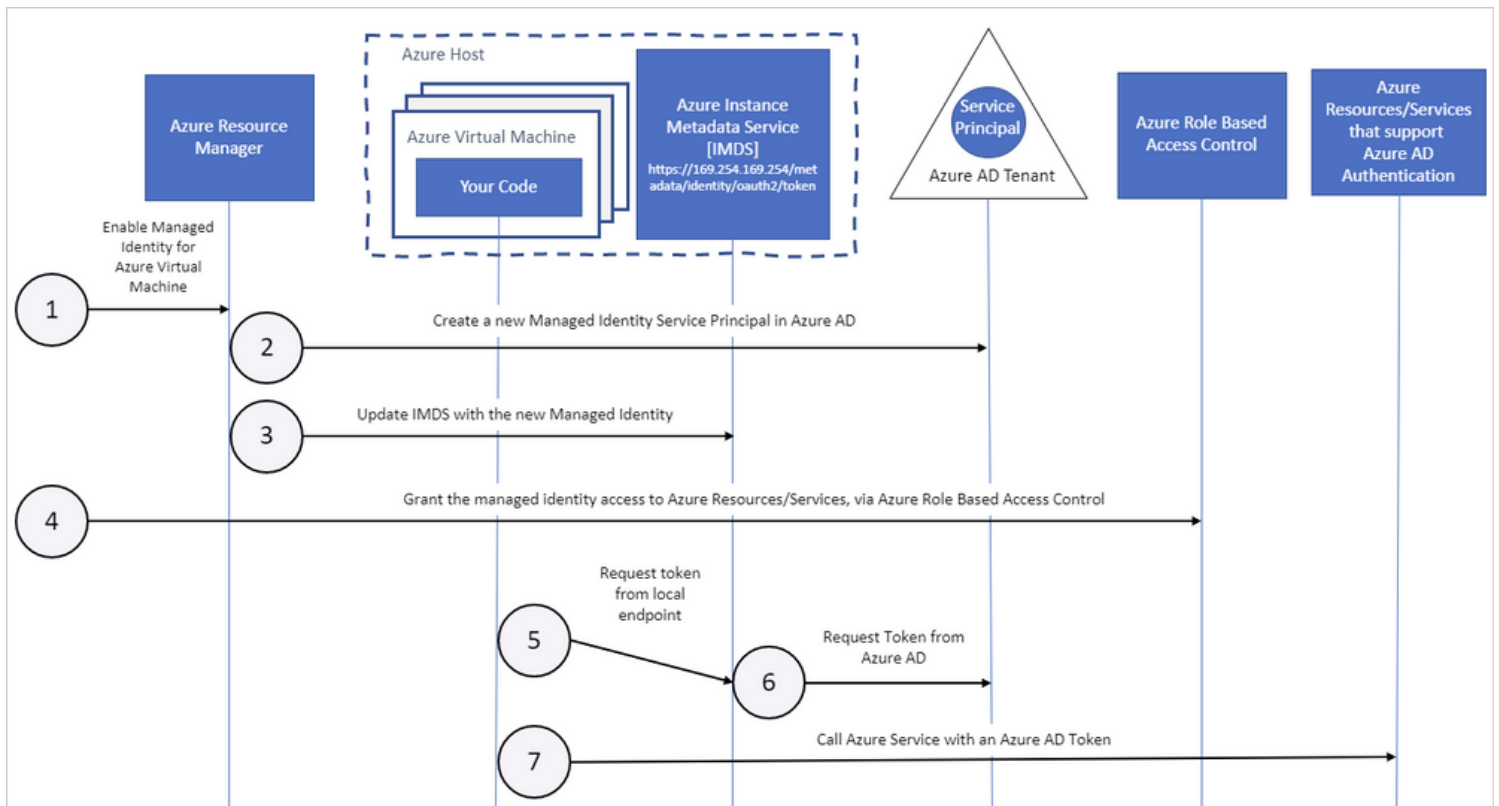 Azure Host
Azure Resource
Manager
Azure Virtual Machine
Your Code
Azure Instance
Metadata Service
[IMDS]
https://169.254.169.254/met
adata/identity/oauth2/token
Service
Principal
Azure AD Tenant
Azure Role Based
Access Control
Azure
Resources/Services
that support
Azure AD
Authentication
Enable Managed
Identity for
Azure Virtual
Machine
1
2
Create a new Managed Identity Service Principal in Azure AD
3
Update IMDS with the new Managed Identity
4
Grant the managed identity access to Azure Resources/Services, via Azure Role Based Access Control
5
Request token
from local
endpoint
6
Request Token from
Azure AD
7
Call Azure Service with an Azure AD Token